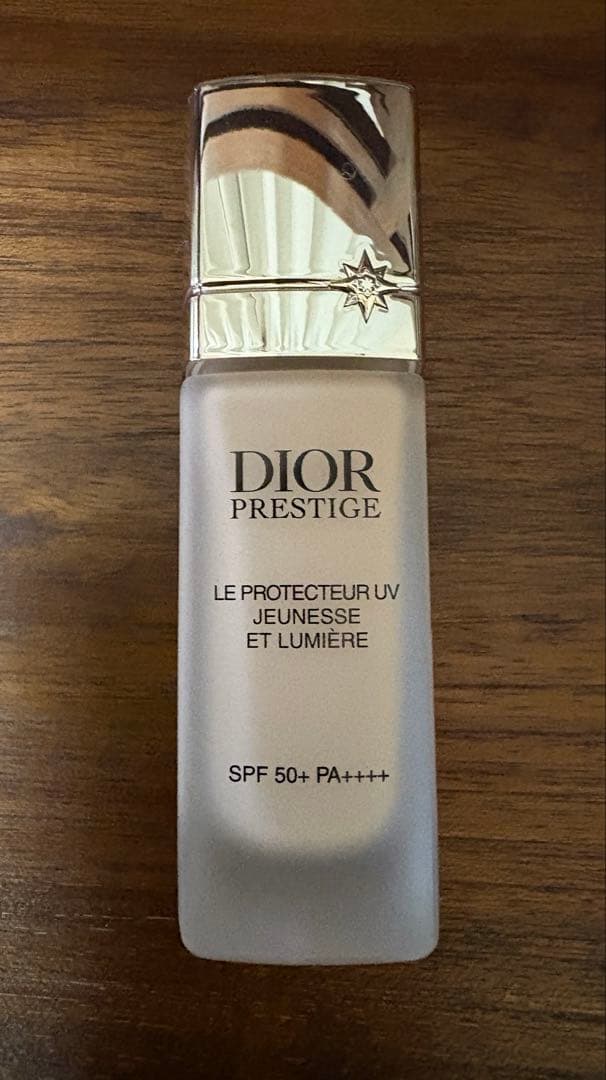 DIOR
PRESTIGE
LE PROTECTEUR UV
JEUNESSE
ET LUMIÈRE
SPF 50+ PA++++